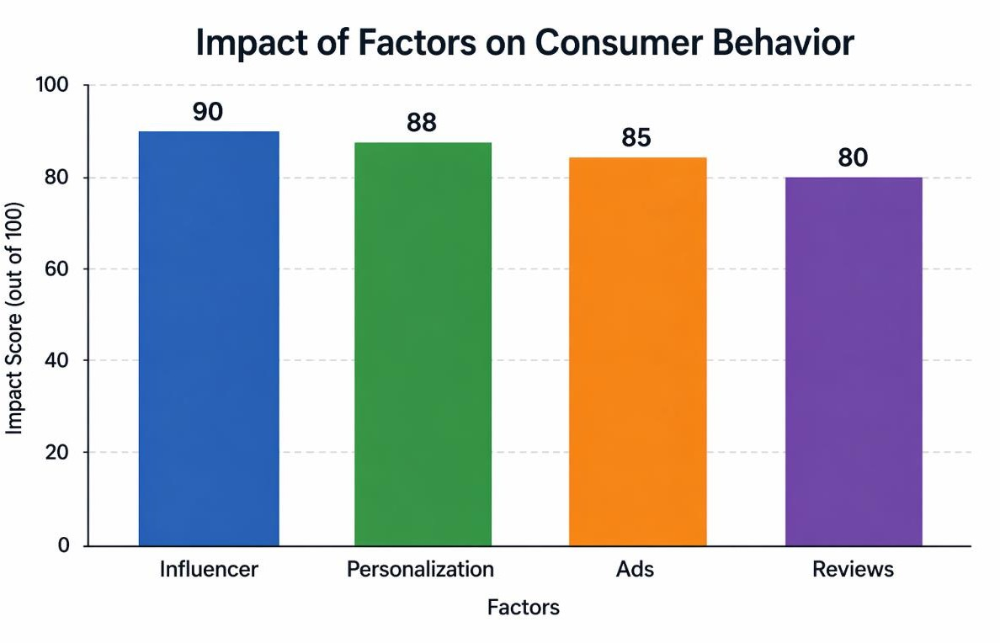 Impact of Factors on Consumer Behavior
Impact Score (out of 100)
100
80
60
40
20
0
90
88
85
80
Influencer
Personalization
Ads
Reviews
Factors